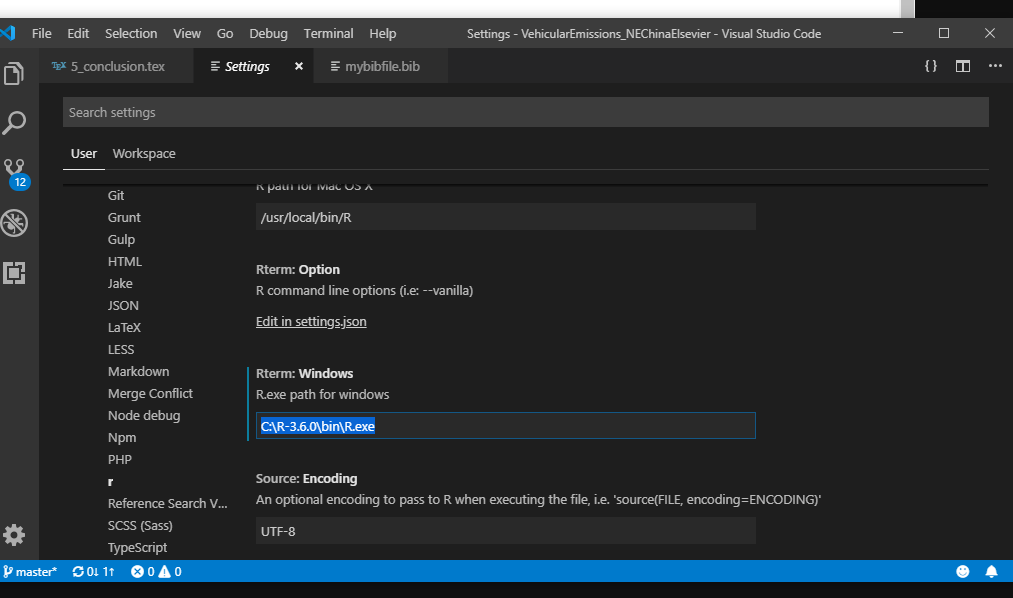 File Edit Selection View Go Debug Terminal Help Settings - VehicularEmissions_NEChinaElsevier - Visual Studio Code
TEX 5_conclusion.tex Settings × mybibfile.bib {} ...
Search settings
User Workspace
12
Git
Grunt
Gulp
HTML
Jake
JSON
LaTeX
LESS
Markdown
Merge Conflict
Node debug
Npm
PHP
r
Reference Search V...
SCSS (Sass)
TypeScript
R path for Mac OS X
/usr/local/bin/R
Rterm: Option
R command line options (i.e: --vanilla)
Edit in settings.json
Rterm: Windows
R.exe path for windows
C:\R-3.6.0\bin\R.exe
Source: Encoding
An optional encoding to pass to R when executing the file, i.e. 'source(FILE, encoding=ENCODING)'
UTF-8
master* 0↓ 1↑ 0 0